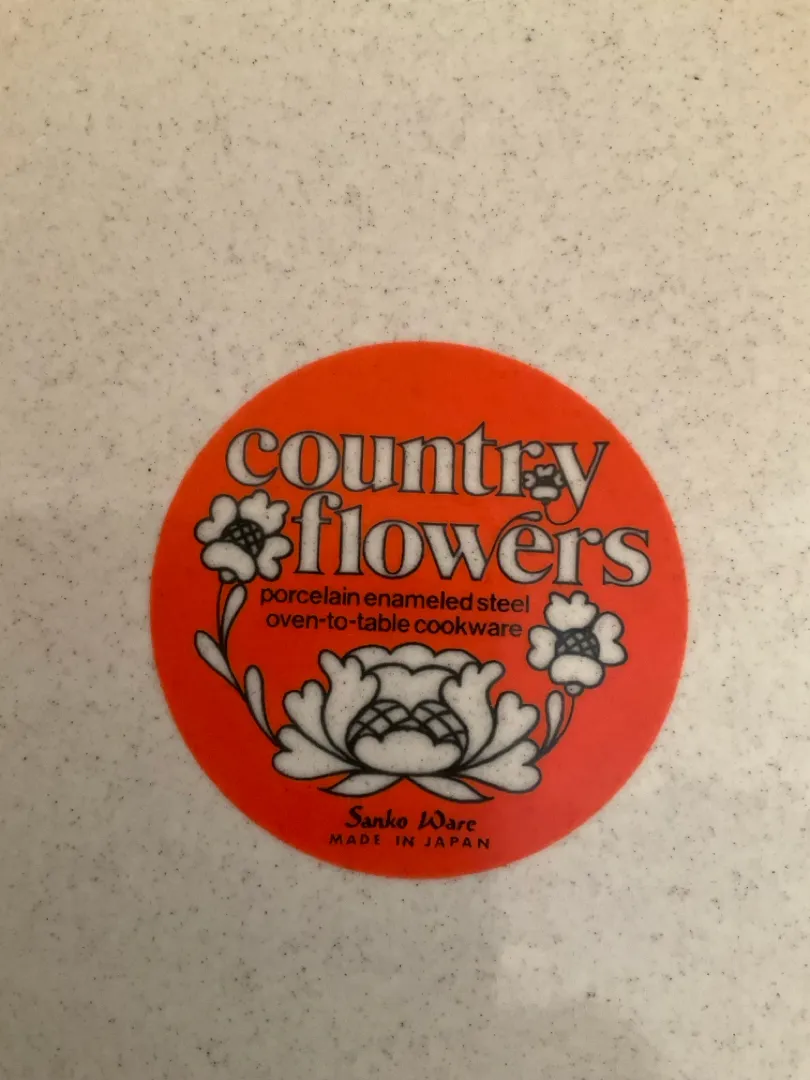 country
flowers
porcelain enameled steel
oven-to-table cookware
Sanko Ware
MADE IN JAPAN